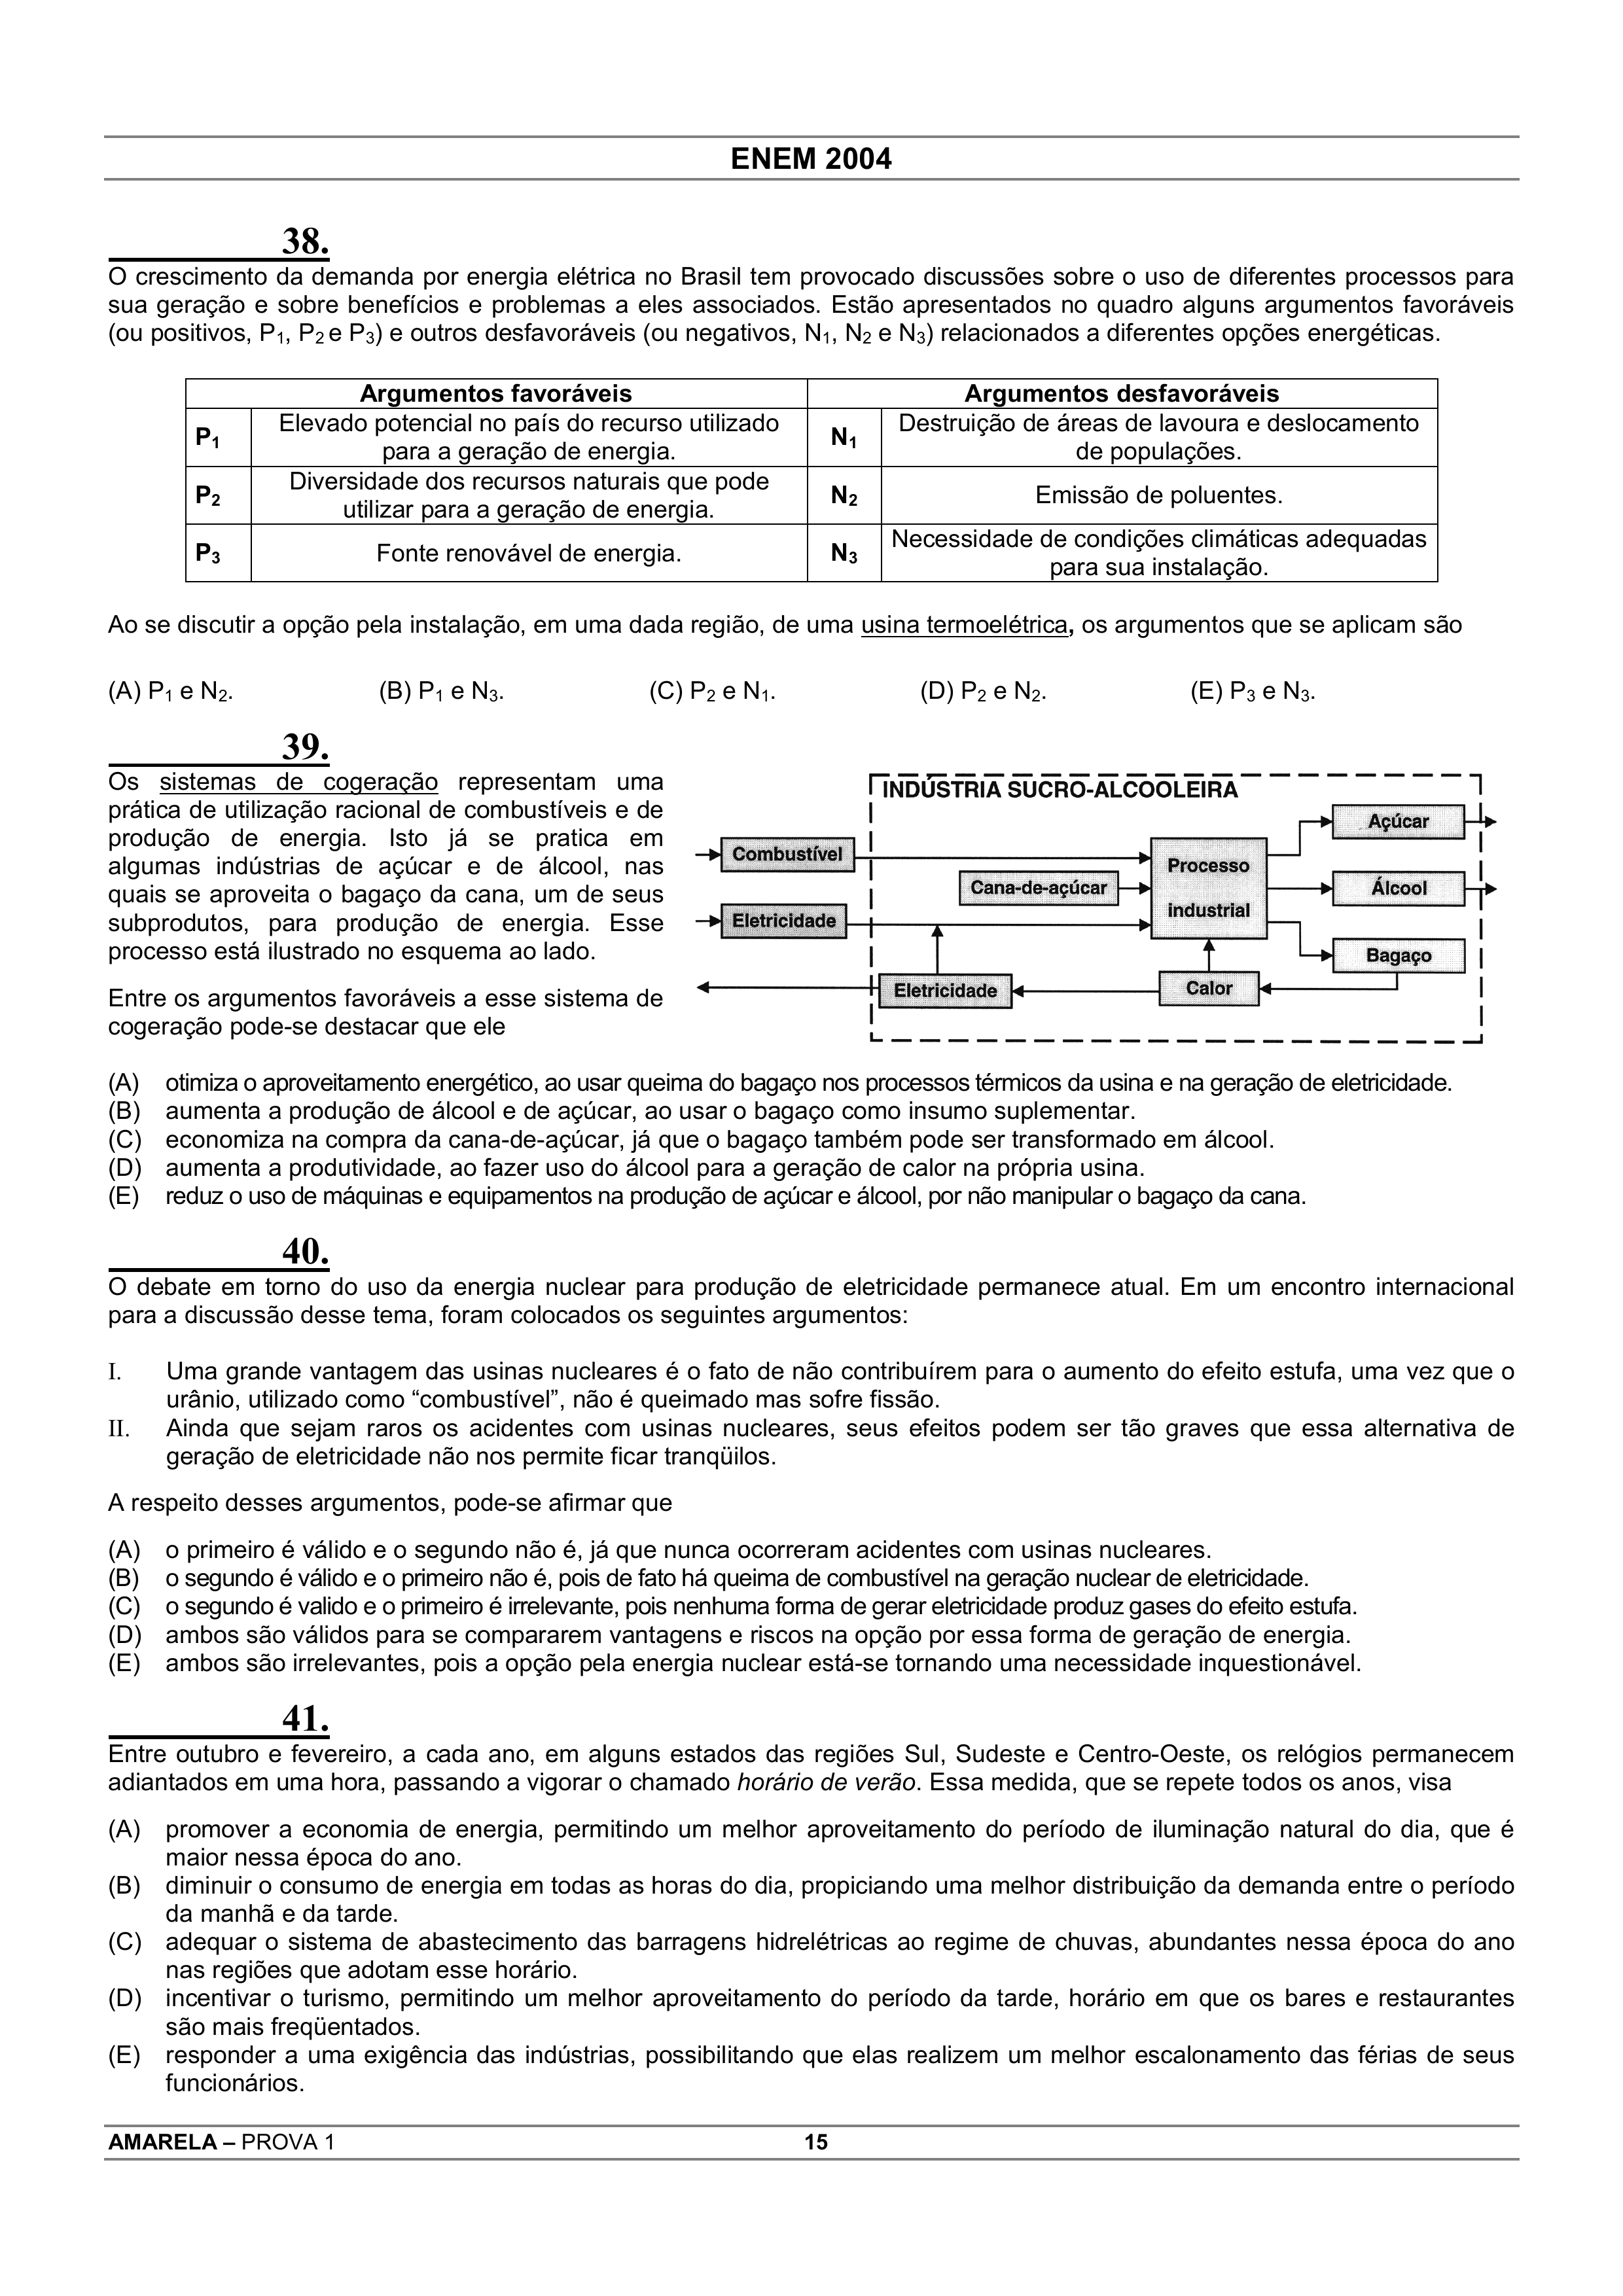 ENEM 2004
38.
O crescimento da demanda por energia elétrica no Brasil tem provocado discussões sobre o uso de diferentes processos para
sua geração e sobre benefícios e problemas a eles associados. Estão apresentados no quadro alguns argumentos favoráveis
(ou positivos, P1, P2 e P3) e outros desfavoráveis (ou negativos, N1, N2 e N3) relacionados a diferentes opções energéticas.
Argumentos favoráveis Argumentos desfavoráveis
P1 Elevado potencial no país do recurso utilizado
para a geração de energia.
N1 Destruição de áreas de lavoura e deslocamento
de populações.
P2 Diversidade dos recursos naturais que pode
utilizar para a geração de energia.
N2 Emissão de poluentes.
P3 Fonte renovável de energia.
N3 Necessidade de condições climáticas adequadas
para sua instalação.
Ao se discutir a opção pela instalação, em uma dada região, de uma usina termoelétrica, os argumentos que se aplicam são
(A) P1 e N2. (B) P1 e N3. (C) P2 e N1. (D) P2 e N2. (E) P3 e N3.
39.
Os sistemas de cogeração representam uma
prática de utilização racional de combustíveis e de
produção de energia. Isto já se pratica em
algumas indústrias de açúcar e de álcool, nas
quais se aproveita o bagaço da cana, um de seus
subprodutos, para produção de energia. Esse
processo está ilustrado no esquema ao lado.
Entre os argumentos favoráveis a esse sistema de
cogeração pode-se destacar que ele
INDÚSTRIA SUCRO-ALCOOLEIRA
Combustível
Cana-de-açúcar
Eletricidade
Processo
industrial
Açúcar
Álcool
Bagaço
Eletricidade
Calor
(A) otimiza o aproveitamento energético, ao usar queima do bagaço nos processos térmicos da usina e na geração de eletricidade.
(B) aumenta a produção de álcool e de açúcar, ao usar o bagaço como insumo suplementar.
(C) economiza na compra da cana-de-açúcar, já que o bagaço também pode ser transformado em álcool.
(D) aumenta a produtividade, ao fazer uso do álcool para a geração de calor na própria usina.
(E) reduz o uso de máquinas e equipamentos na produção de açúcar e álcool, por não manipular o bagaço da cana.
40.
O debate em torno do uso da energia nuclear para produção de eletricidade permanece atual. Em um encontro internacional
para a discussão desse tema, foram colocados os seguintes argumentos:
I. Uma grande vantagem das usinas nucleares é o fato de não contribuírem para o aumento do efeito estufa, uma vez que o
urânio, utilizado como “combustível”, não é queimado mas sofre fissão.
II. Ainda que sejam raros os acidentes com usinas nucleares, seus efeitos podem ser tão graves que essa alternativa de
geração de eletricidade não nos permite ficar tranqüilos.
A respeito desses argumentos, pode-se afirmar que
(A) o primeiro é válido e o segundo não é, já que nunca ocorreram acidentes com usinas nucleares.
(B) o segundo é válido e o primeiro não é, pois de fato há queima de combustível na geração nuclear de eletricidade.
(C) o segundo é valido e o primeiro é irrelevante, pois nenhuma forma de gerar eletricidade produz gases do efeito estufa.
(D) ambos são válidos para se compararem vantagens e riscos na opção por essa forma de geração de energia.
(E) ambos são irrelevantes, pois a opção pela energia nuclear está-se tornando uma necessidade inquestionável.
41.
Entre outubro e fevereiro, a cada ano, em alguns estados das regiões Sul, Sudeste e Centro-Oeste, os relógios permanecem
adiantados em uma hora, passando a vigorar o chamado horário de verão. Essa medida, que se repete todos os anos, visa
(A) promover a economia de energia, permitindo um melhor aproveitamento do período de iluminação natural do dia, que é
maior nessa época do ano.
(B) diminuir o consumo de energia em todas as horas do dia, propiciando uma melhor distribuição da demanda entre o período
da manhã e da tarde.
(C) adequar o sistema de abastecimento das barragens hidrelétricas ao regime de chuvas, abundantes nessa época do ano
nas regiões que adotam esse horário.
(D) incentivar o turismo, permitindo um melhor aproveitamento do período da tarde, horário em que os bares e restaurantes
são mais freqüentados.
(E) responder a uma exigência das indústrias, possibilitando que elas realizem um melhor escalonamento das férias de seus
funcionários.
AMARELA – PROVA 1 15